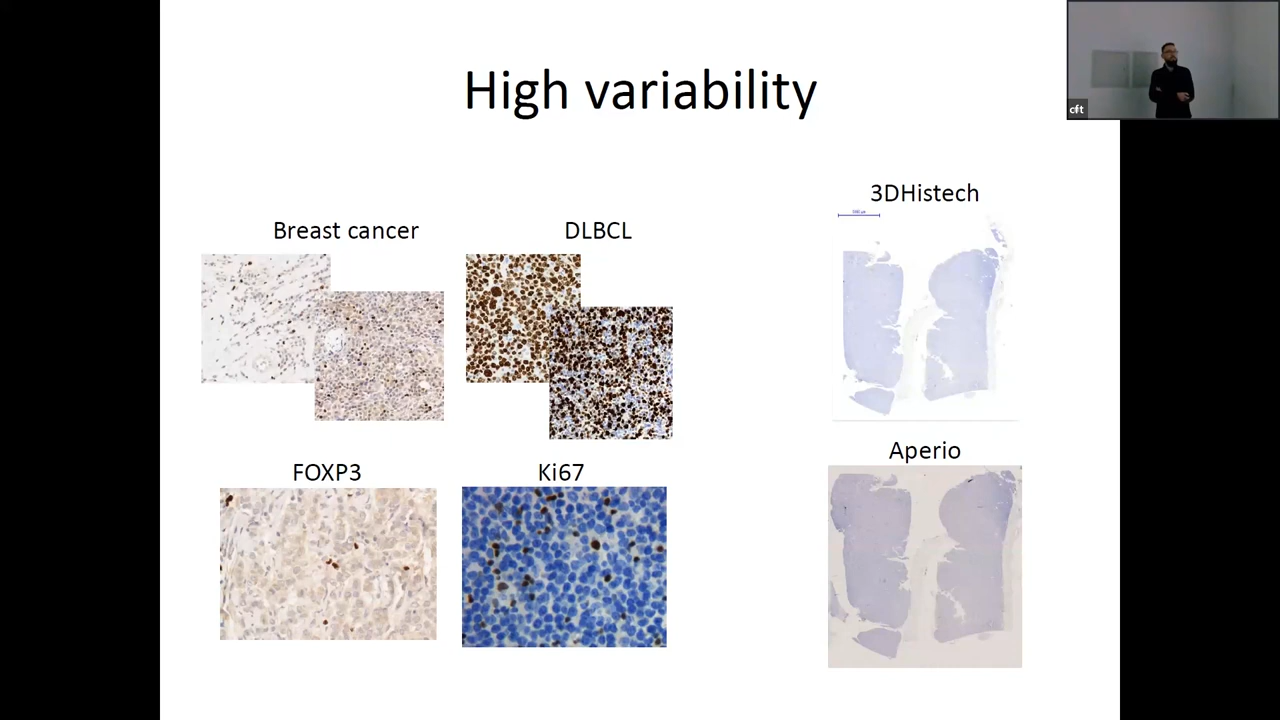 High variability
cft
3DHistech
Breast cancer
DLBCL
FOXP3
Ki67
Aperio